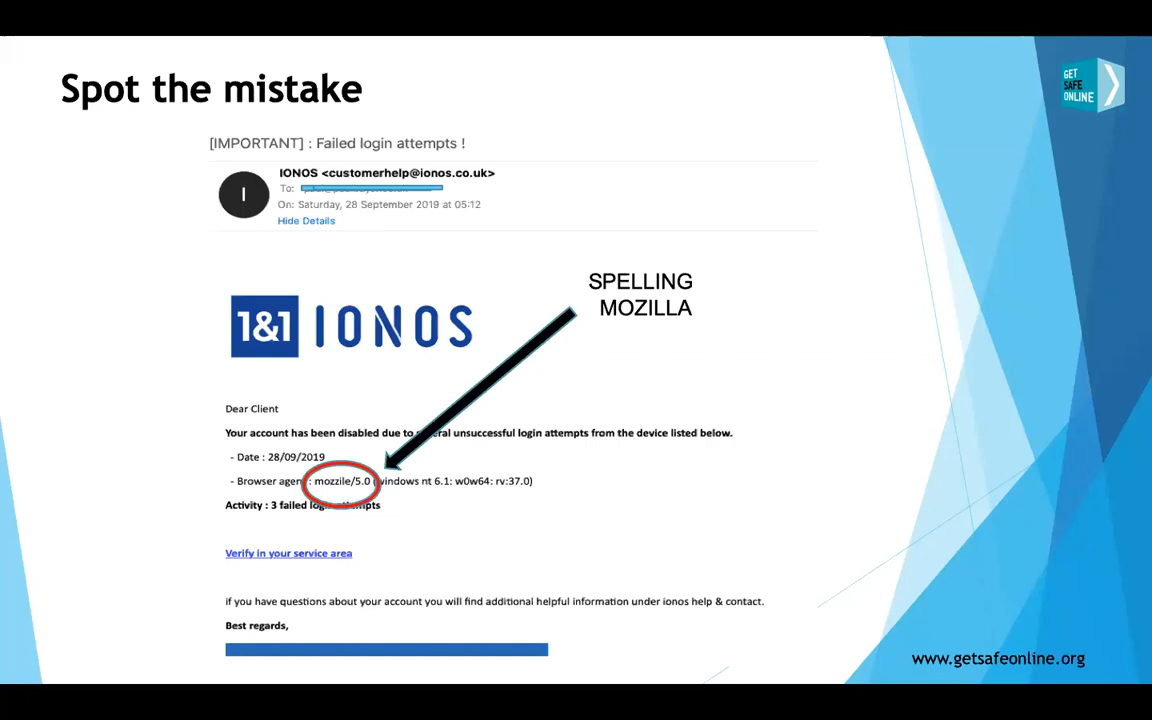 Spot the mistake
GET
SAFE
ONLINE
[IMPORTANT] : Failed login attempts !
I
IONOS <customerhelp@ionos.co.uk>
To:
On: Saturday, 28 September 2019 at 05:12
Hide Details
SPELLING
MOZILLA
1&1 IONOS
Dear Client
Your account has been disabled due to several unsuccessful login attempts from the device listed below.
- Date : 28/09/2019
- Browser agent : mozzile/5.0 (windows nt 6.1: w0w64: rv:37.0)
Activity : 3 failed login attempts
Verify in your service area
if you have questions about your account you will find additional helpful information under ionos help & contact.
Best regards,
www.getsafeonline.org